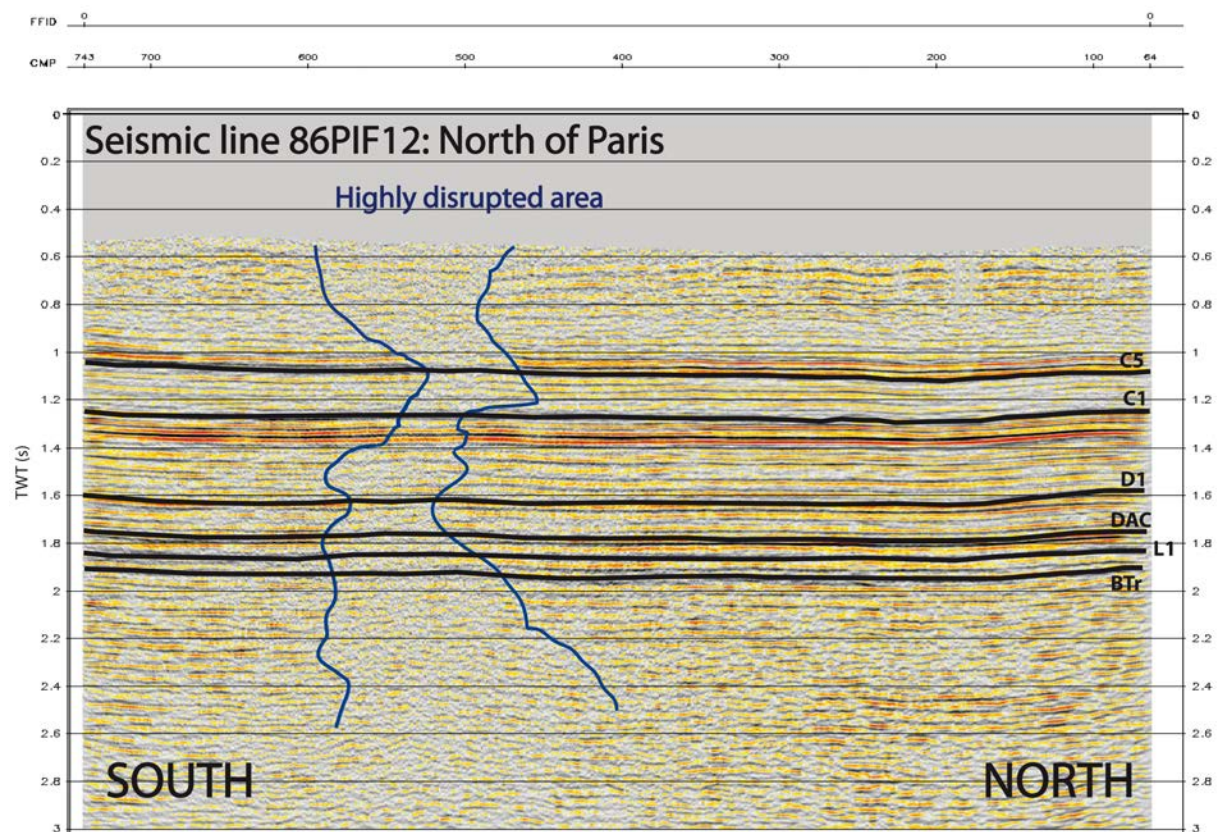 FFID 0 0
CMP 743 700 600 500 400 300 200 100 64
0 0
Seismic line 86PIF12: North of Paris
0.2 0.2
Highly disrupted area
0.4 0.4
0.6 0.6
0.8 0.8
1 C5 1
1.2 C1 1.2
1.4 1.4
TWT (s)
D1
1.6 1.6
DAC
1.8 L1 1.8
BTr
2 2
2.2 2.2
2.4 2.4
2.6 2.6
SOUTH NORTH
2.8 2.8
3 3